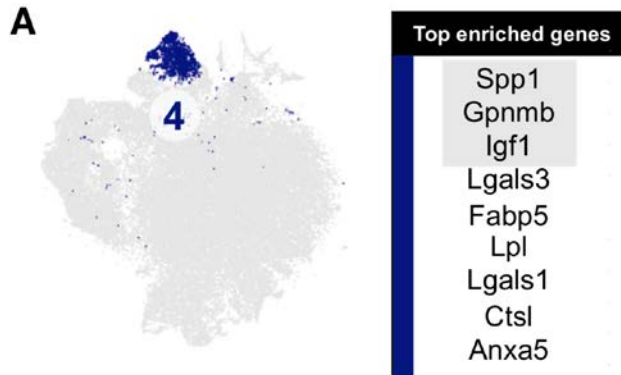 A
4
Top enriched genes
Spp1
Gpnmb
Igf1
Lgals3
Fabp5
Lpl
Lgals1
Ctsl
Anxa5